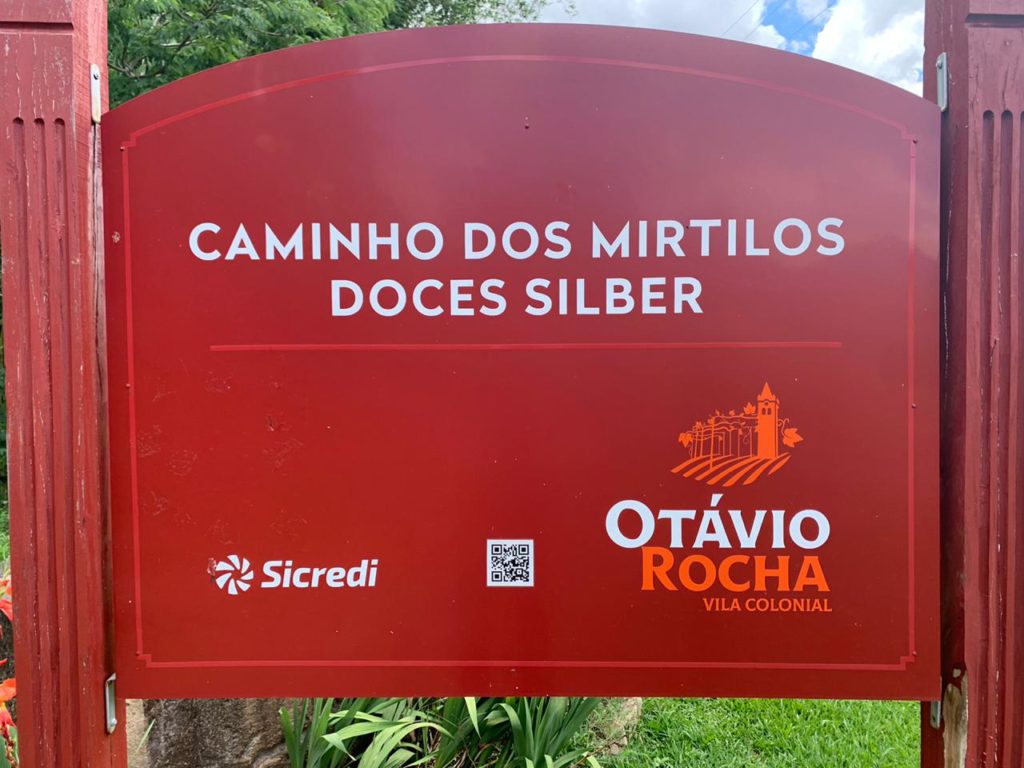 CAMINHO DOS MIRTILOS
DOCES SILBER
Sicredi
OTÁVIO
ROCHA
VILA COLONIAL